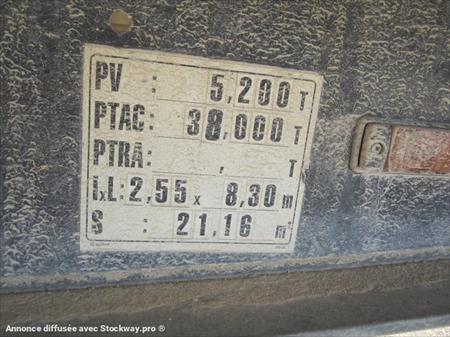 PV : 5,200 T
PTAC: 38,000 T
PTRA: , T
lxL: 2,55 x 8,30 m
S : 21,16 m²
Annonce diffusée avec Stockway.pro ®